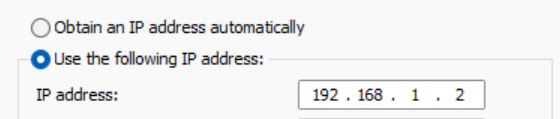 Obtain an IP address automatically
Use the following IP address:
IP address: 192 . 168 . 1 . 2